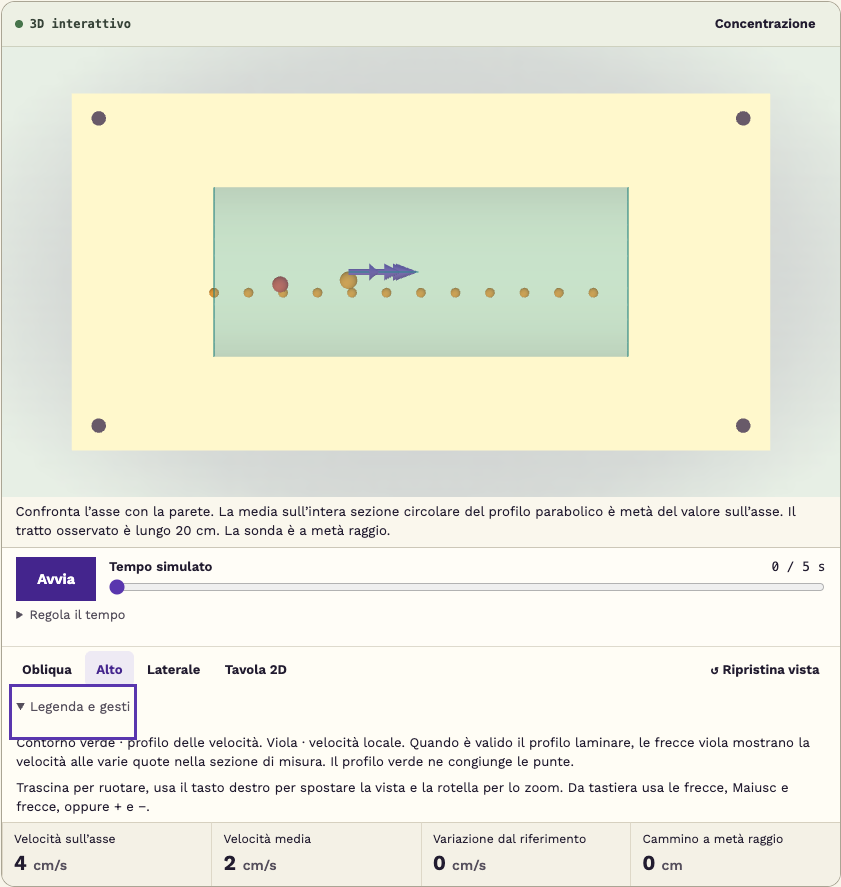 3D interattivo
Concentrazione
Confronta l’asse con la parete. La media sull’intera sezione circolare del profilo parabolico è metà del valore sull’asse. Il
tratto osservato è lungo 20 cm. La sonda è a metà raggio.
Avvia
Tempo simulato
0 / 5 s
▶ Regola il tempo
Obliqua
Alto
Laterale
Tavola 2D
↺ Ripristina vista
▼ Legenda e gesti
Contorno verde · profilo delle velocità. Viola · velocità locale. Quando è valido il profilo laminare, le frecce viola mostrano la
velocità alle varie quote nella sezione di misura. Il profilo verde ne congiunge le punte.
Trascina per ruotare, usa il tasto destro per spostare la vista e la rotella per lo zoom. Da tastiera usa le frecce, Maiusc e
frecce, oppure + e −.
Velocità sull’asse
4 cm/s
Velocità media
2 cm/s
Variazione dal riferimento
0 cm/s
Cammino a metà raggio
0 cm